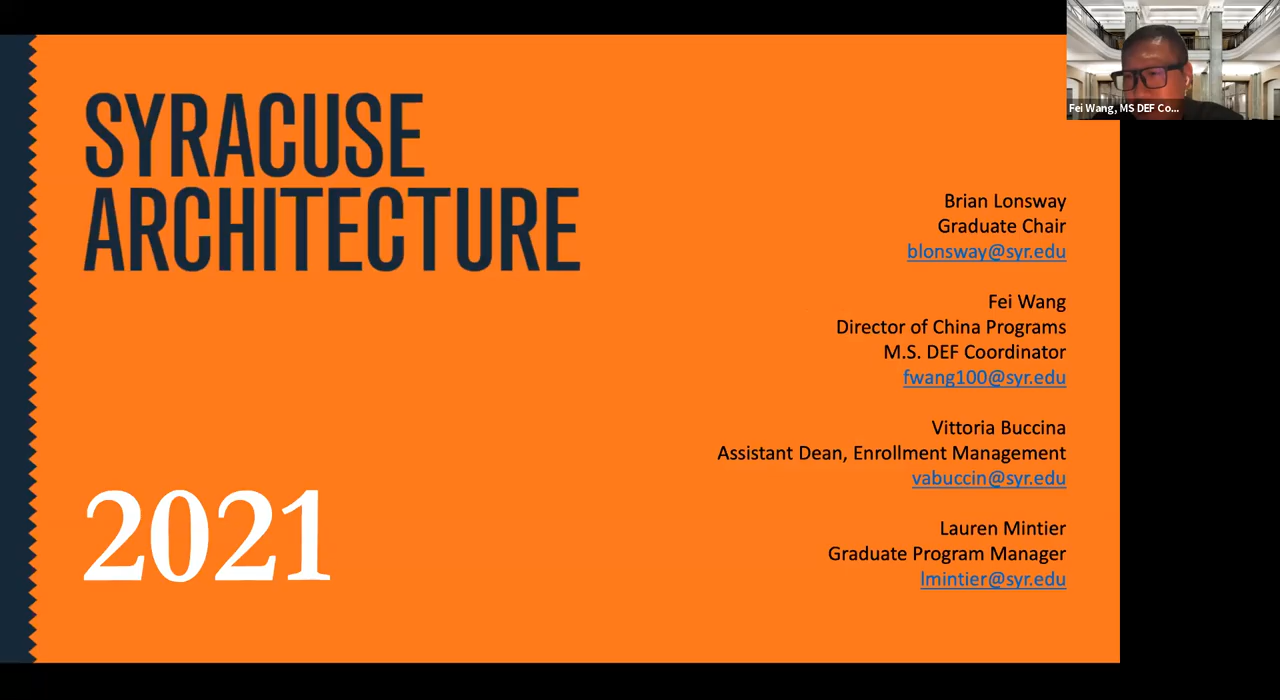 SYRACUSE
ARCHITECTURE
2021
Brian Lonsway
Graduate Chair
blonsway@syr.edu
Fei Wang
Director of China Programs
M.S. DEF Coordinator
fwang100@syr.edu
Vittoria Buccina
Assistant Dean, Enrollment Management
vabuccin@syr.edu
Lauren Mintier
Graduate Program Manager
lmintier@syr.edu
Fei Wang, MS DEF Co...